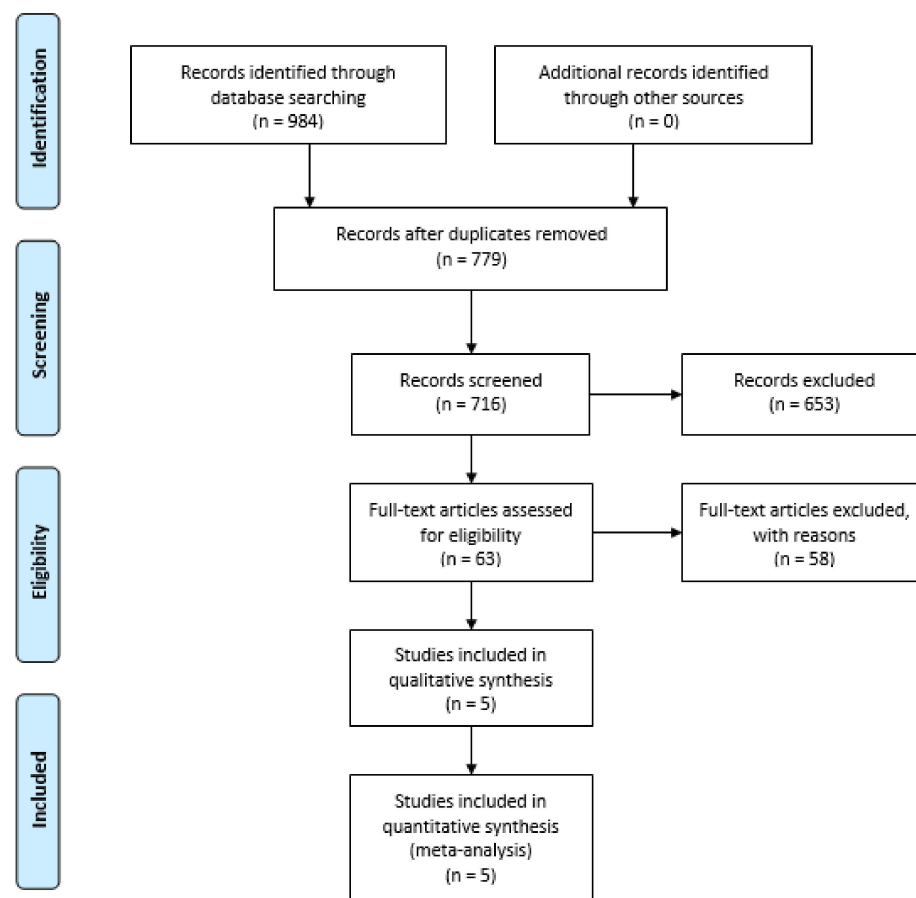 Identification
Records identified through
database searching
(n = 984)
Additional records identified
through other sources
(n = 0)
Records after duplicates removed
(n = 779)
Screening
Records screened
(n = 716)
Records excluded
(n = 653)
Eligibility
Full-text articles assessed
for eligibility
(n = 63)
Full-text articles excluded,
with reasons
(n = 58)
Studies included in
qualitative synthesis
(n = 5)
Included
Studies included in
quantitative synthesis
(meta-analysis)
(n = 5)